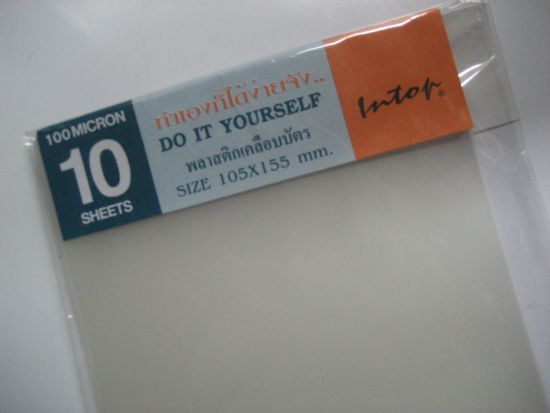 100 MICRON
10
SHEETS
ทำเองก็ได้ง่ายจัง..
DO IT YOURSELF
พลาสติกเคลือบบัตร
SIZE 105X155 mm.
Intop®